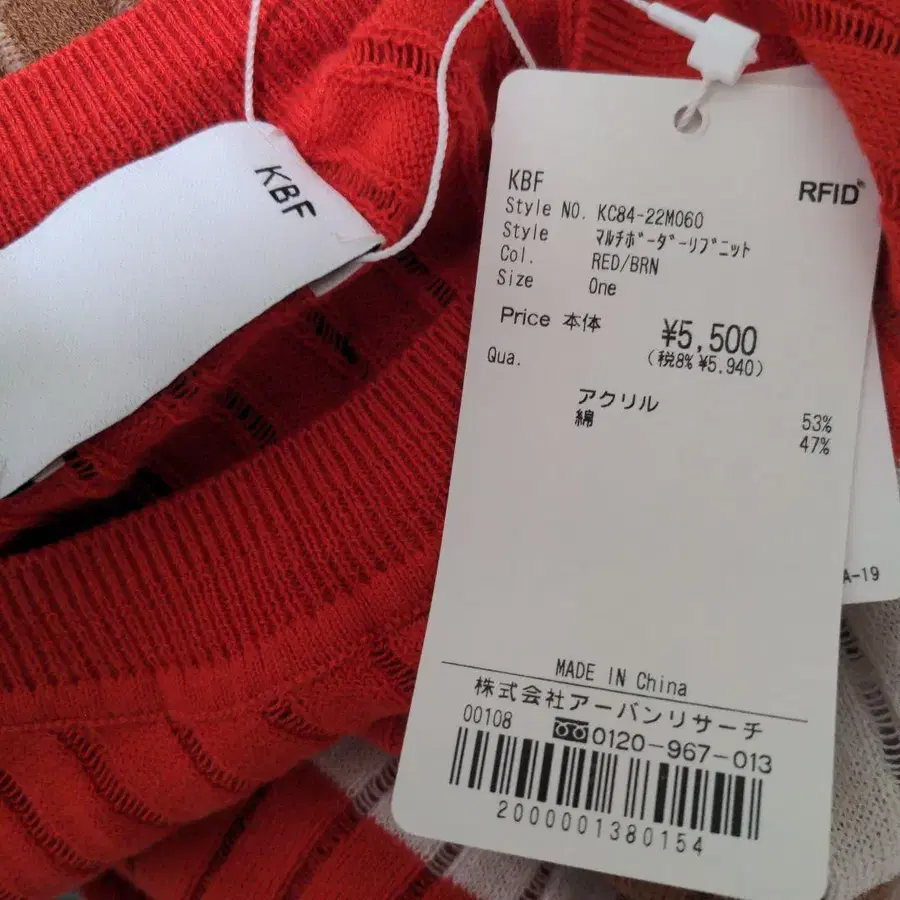 KBF
KBF
RFID
Style NO. KC84-22M060
Style ﾏﾙﾁﾎﾞｰﾀﾞｰﾘﾌﾞﾆｯﾄ
Col. RED/BRN
Size One
Price 本体 ¥5,500
(税8% ¥5.940)
Qua.
アクリル 53%
綿 47%
A-19
MADE IN China
株式会社アーバンリサーチ
00108 0120-967-013
2000001380154